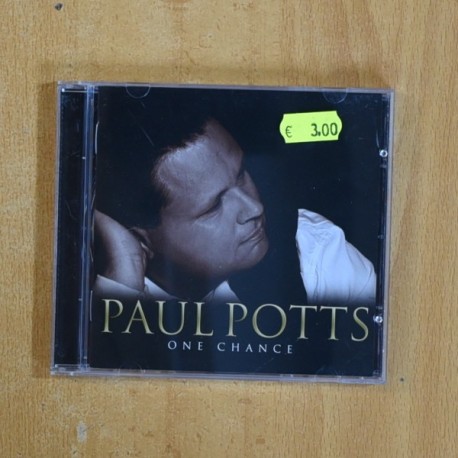 € 3.00
PAUL POTTS
ONE CHANCE